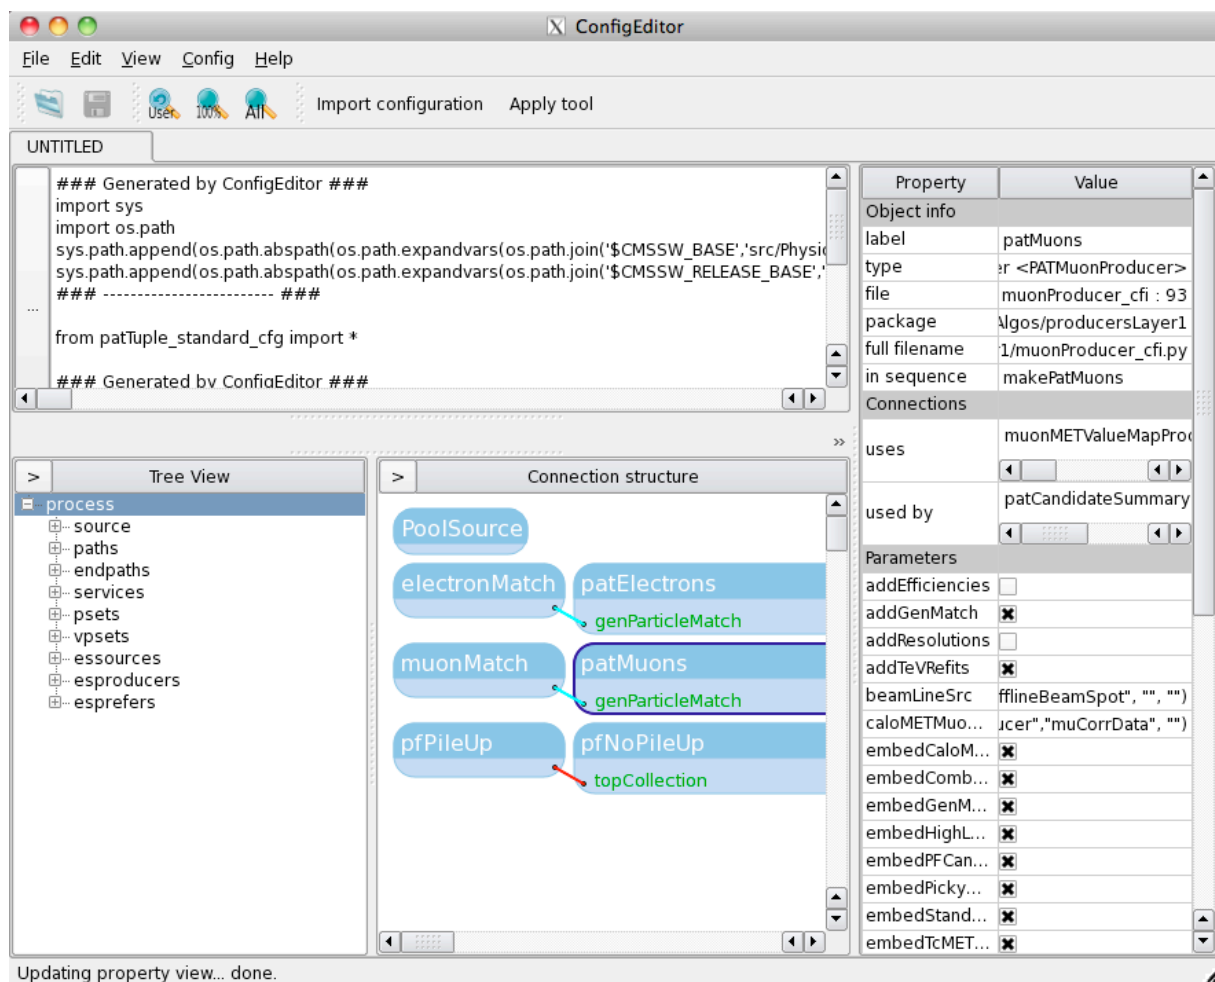 ConfigEditor
File Edit View Config Help
User 100% All Import configuration Apply tool
UNTITLED
### Generated by ConfigEditor ###
import sys
import os.path
sys.path.append(os.path.abspath(os.path.expandvars(os.path.join('$CMSSW_BASE','src/Physic
sys.path.append(os.path.abspath(os.path.expandvars(os.path.join('$CMSSW_RELEASE_BASE','
### ------------------------- ###
...
from patTuple_standard_cfg import *
### Generated by ConfigEditor ###
»
> Tree View
process
source
paths
endpaths
services
psets
vpsets
essources
esproducers
esprefers
> Connection structure
PoolSource
electronMatch patElectrons
genParticleMatch
muonMatch patMuons
genParticleMatch
pfPileUp pfNoPileUp
topCollection
Property Value
Object info
label patMuons
type er <PATMuonProducer>
file muonProducer_cfi : 93
package Algos/producersLayer1
full filename r1/muonProducer_cfi.py
in sequence makePatMuons
Connections
uses muonMETValueMapProd
used by patCandidateSummary
Parameters
addEfficiencies
addGenMatch
addResolutions
addTeVRefits
beamLineSrc fflineBeamSpot", "", "")
caloMETMuo... ucer","muCorrData", "")
embedCaloM...
embedComb...
embedGenM...
embedHighL...
embedPFCan...
embedPicky...
embedStand...
embedTcMET...
Updating property view... done.